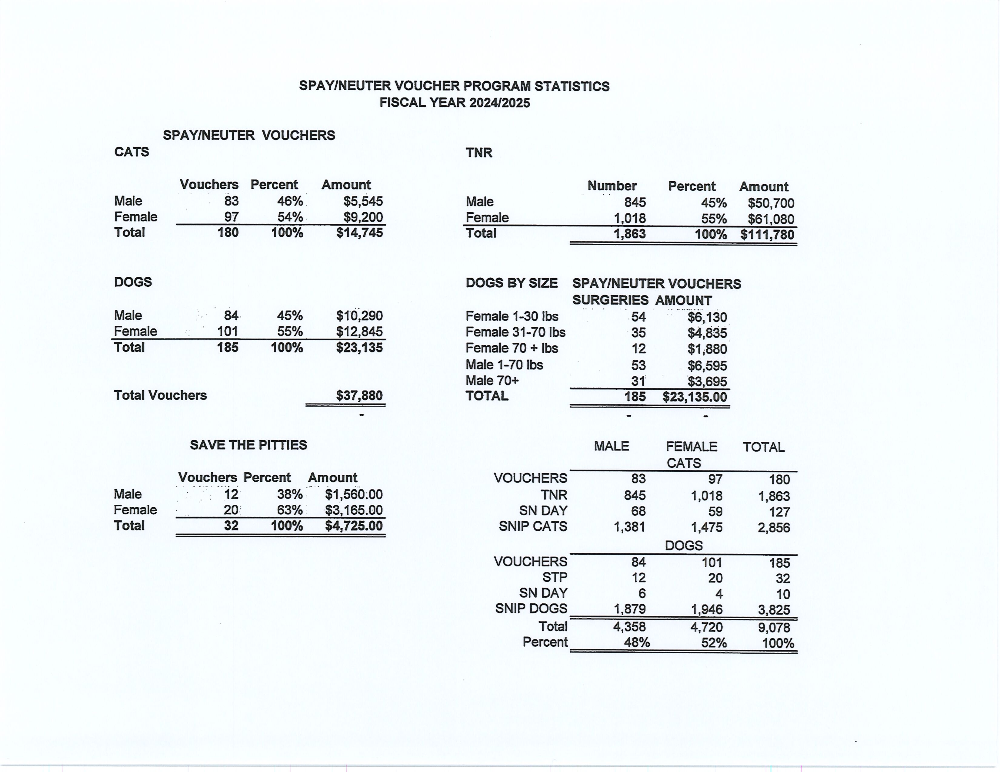 SPAY/NEUTER VOUCHER PROGRAM STATISTICS
FISCAL YEAR 2024/2025
SPAY/NEUTER VOUCHERS
CATS
Vouchers Percent Amount
Male 83 46% $5,545
Female 97 54% $9,200
Total 180 100% $14,745
DOGS
Male 84 45% $10,290
Female 101 55% $12,845
Total 185 100% $23,135
Total Vouchers $37,880
-
SAVE THE PITTIES
Vouchers Percent Amount
Male 12 38% $1,560.00
Female 20 63% $3,165.00
Total 32 100% $4,725.00
TNR
Number Percent Amount
Male 845 45% $50,700
Female 1,018 55% $61,080
Total 1,863 100% $111,780
DOGS BY SIZE SPAY/NEUTER VOUCHERS
SURGERIES AMOUNT
Female 1-30 lbs 54 $6,130
Female 31-70 lbs 35 $4,835
Female 70 + lbs 12 $1,880
Male 1-70 lbs 53 $6,595
Male 70+ 31 $3,695
TOTAL 185 $23,135.00
- -
MALE FEMALE TOTAL
CATS
VOUCHERS 83 97 180
TNR 845 1,018 1,863
SN DAY 68 59 127
SNIP CATS 1,381 1,475 2,856
DOGS
VOUCHERS 84 101 185
STP 12 20 32
SN DAY 6 4 10
SNIP DOGS 1,879 1,946 3,825
Total 4,358 4,720 9,078
Percent 48% 52% 100%